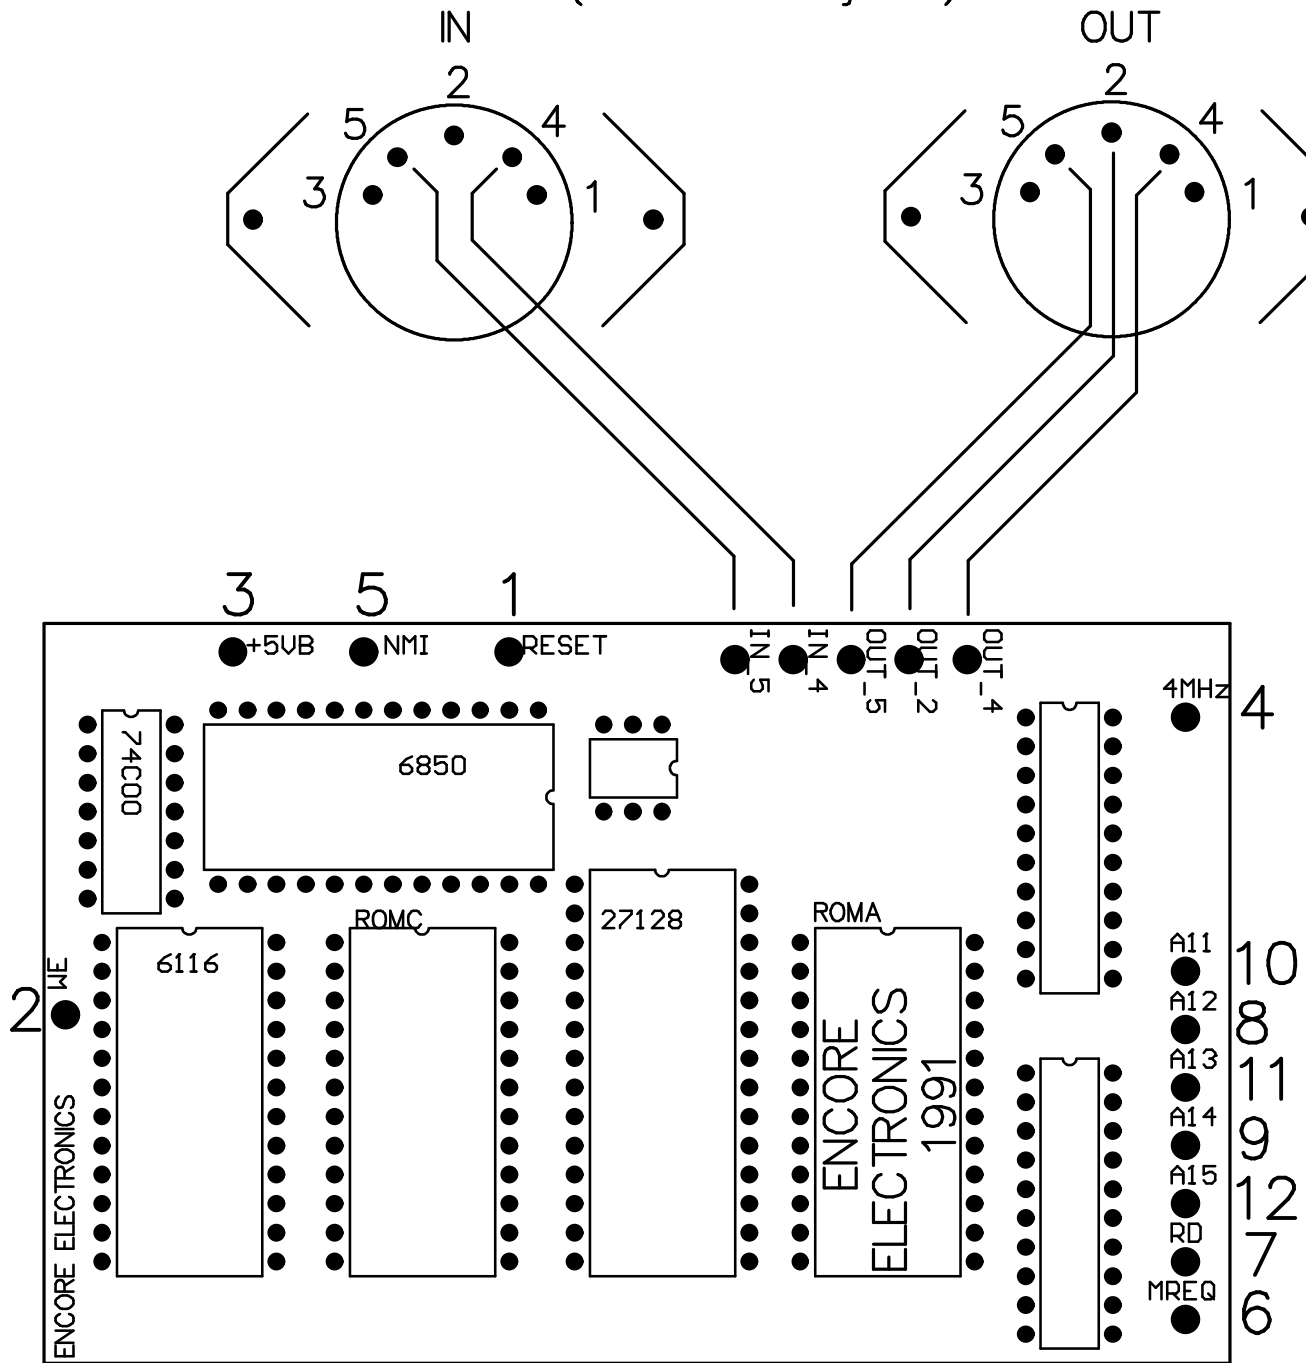 IN
OUT
2
5
4
3
1
2
5
4
3
1
3
5
1
+5VB
NMI
RESET
IN_5
IN_4
OUT_5
OUT_2
OUT_4
4MHz
4
74C00
6850
ROMC
27128
ROMA
6116
WE
2
A11
10
A12
8
A13
11
A14
9
A15
12
RD
7
MREQ
6
ENCORE
ELECTRONICS
1991
ENCORE ELECTRONICS